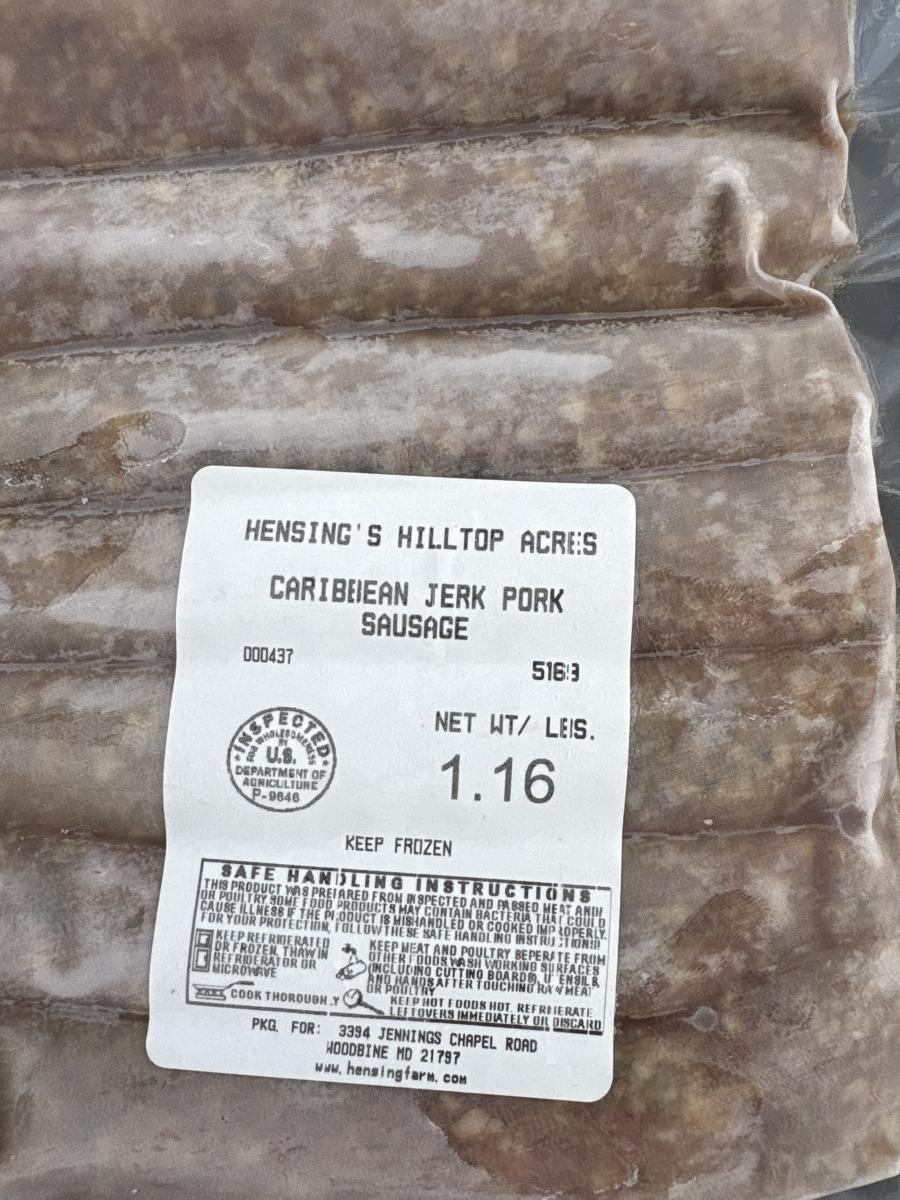 HENSING'S HILLTOP ACRES
CARIBBEAN JERK PORK
SAUSAGE
000437
5169
NET WT/ LBS.
1.16
INSPECTED
FOR WHOLESOMENESS
BY
U.S.
DEPARTMENT OF
AGRICULTURE
P-9646
KEEP FROZEN
SAFE HANDLING INSTRUCTIONS
THIS PRODUCT WAS PREPARED FROM INSPECTED AND PASSED MEAT AND/
OR POULTRY SOME FOOD PRODUCTS MAY CONTAIN BACTERIA THAT COULD
CAUSE ILLNESS IF THE PRODUCT IS MISHANDLED OR COOKED IMPROPERLY.
FOR YOUR PROTECTION, FOLLOW THESE SAFE HANDLING INSTRUCTIONS!
KEEP REFRIGERATED
OR FROZEN. THAW IN
REFRIGERATOR OR
MICROWAVE
KEEP MEAT AND POULTRY SEPERATE FROM
OTHER FOODS. WASH WORKING SURFACES
(INCLUDING CUTTING BOARDS), UTENSILS,
AND HANDS AFTER TOUCHING RAW MEAT
OR POULTRY
COOK THOROUGHLY
KEEP HOT FOODS HOT. REFRIGERATE
LEFTOVERS IMMEDIATELY OR DISCARD
PKG. FOR: 3394 JENNINGS CHAPEL ROAD
WOODBINE MD 21797
www.hensingfarm.com